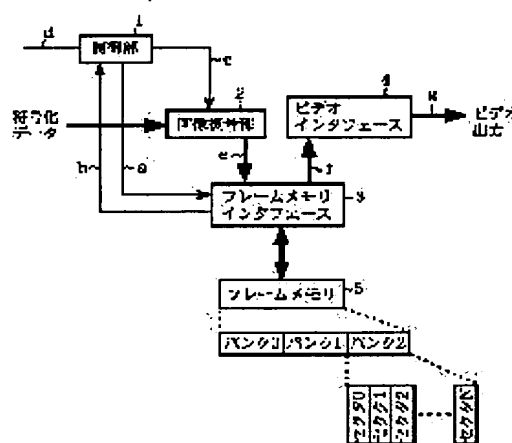 1
d
制御部
c
4
2
ビデオ
インタフェース
g
ビデオ
出力
符号化
データ
画像復号部
e
f
b
a
フレームメモリ
インタフェース
3
フレームメモリ
5
バンク0 バンク1 バンク2
セクタ0
セクタ1
セクタ2
セクタN